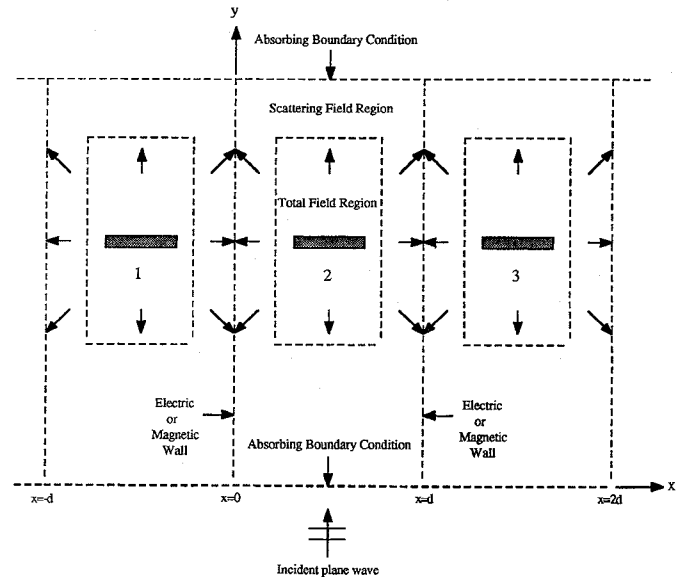 y
Absorbing Boundary Condition
Scattering Field Region
Total Field Region
1
2
3
Electric
or
Magnetic
Wall
Electric
or
Magnetic
Wall
Absorbing Boundary Condition
x
x=-d
x=0
x=d
x=2d
Incident plane wave